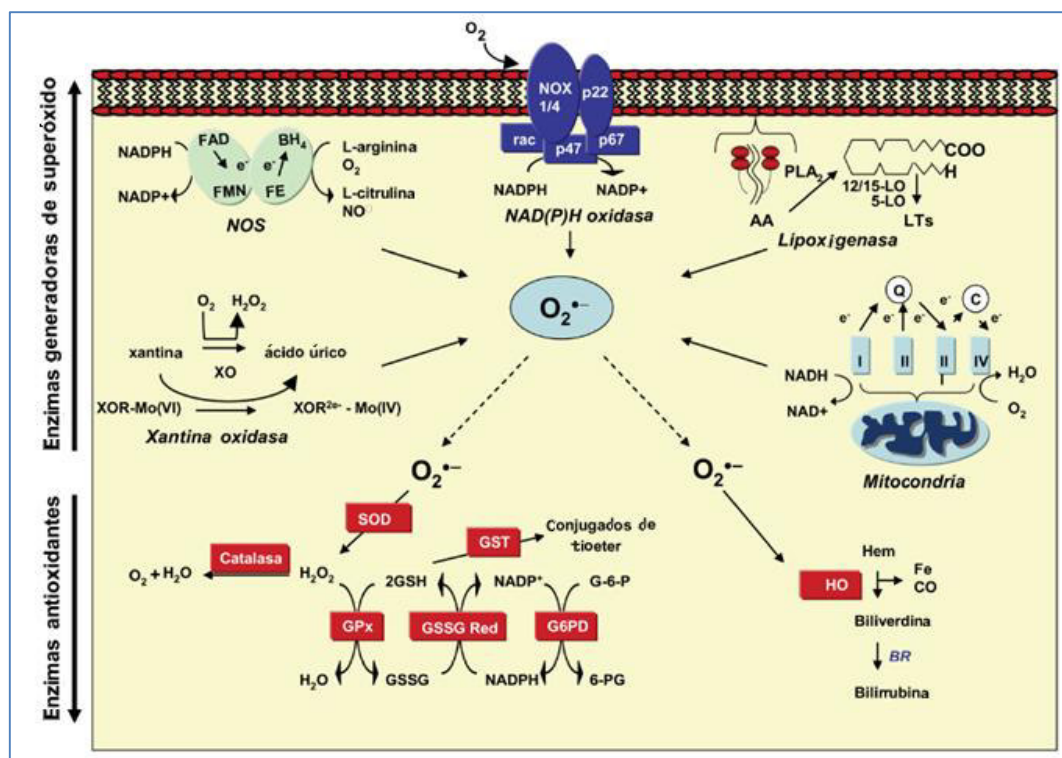 Enzimas generadoras de superóxido
O₂
NOX
1/4
p22
rac
p47
p67
NADPH
NADP+
NAD(P)H oxidasa
NADPH
NADP+
FAD
BH₄
e⁻
e⁻
FMN
FE
L-arginina
O₂
L-citrulina
NO
NOS
PLA₂
AA
COO
H
12/15-LO
5-LO
LTs
Lipoxigenasa
O₂•–
O₂
H₂O₂
xantina
ácido úrico
XO
XOR-Mo(VI)
XOR²ᵉ⁻ - Mo(IV)
Xantina oxidasa
Q
C
e⁻
e⁻
e⁻
e⁻
e⁻
I
II
II
IV
NADH
NAD+
H₂O
O₂
Mitocondría
Enzimas antioxidantes
O₂•–
O₂•–
SOD
Catalasa
O₂ + H₂O
H₂O₂
GST
Conjugados de
tioeter
2GSH
NADP⁺
G-6-P
GPx
GSSG Red
G6PD
H₂O
GSSG
NADPH
6-PG
HO
Hem
Fe
CO
Biliverdina
BR
Bilirrubina